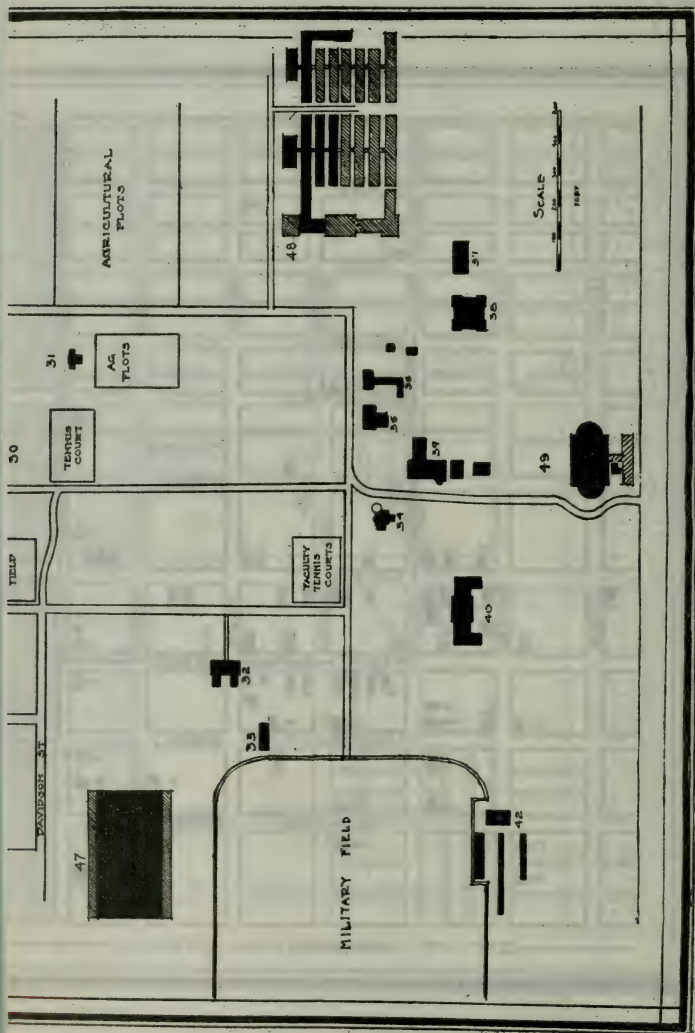 AGRICULTURAL
PLOTS
48
SCALE
FEET
37
38
31
AG
PLOTS
36
35
30
TENNIS
COURT
39
49
34
FIELD
FACULTY
TENNIS
COURTS
40
32
33
DAVIDSON ST
47
MILITARY FIELD
42